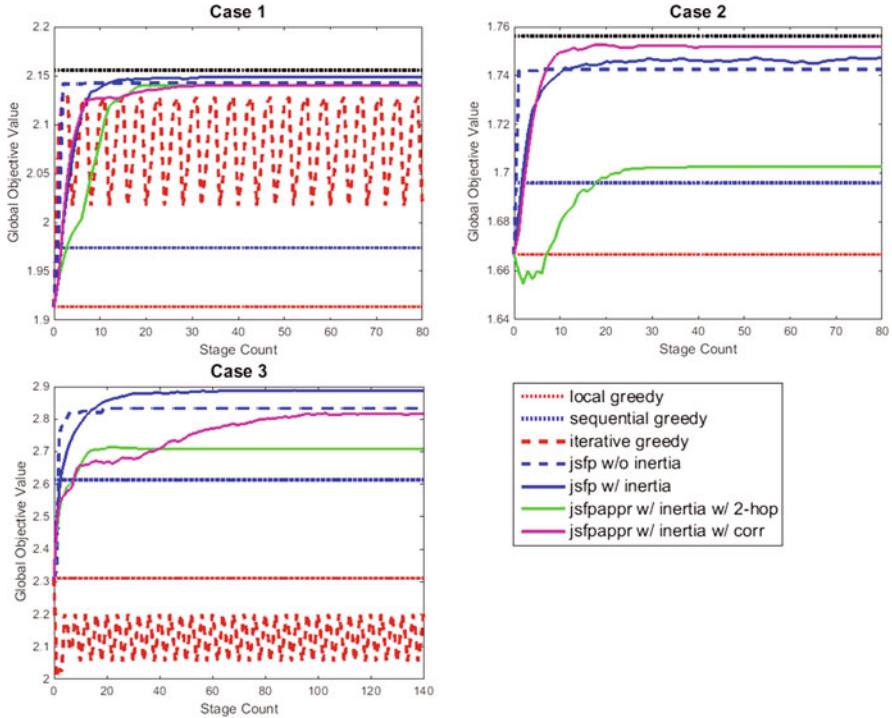 Case 1
2.2
2.15
2.1
2.05
2
1.95
1.9
Global Objective Value
0 10 20 30 40 50 60 70 80
Stage Count
Case 2
1.76
1.74
1.72
1.7
1.68
1.66
1.64
Global Objective Value
0 10 20 30 40 50 60 70 80
Stage Count
Case 3
2.9
2.8
2.7
2.6
2.5
2.4
2.3
2.2
2.1
2
Global Objective Value
0 20 40 60 80 100 120 140
Stage Count
local greedy
sequential greedy
iterative greedy
jsfp w/o inertia
jsfp w/ inertia
jsfpappr w/ inertia w/ 2-hop
jsfpappr w/ inertia w/ corr